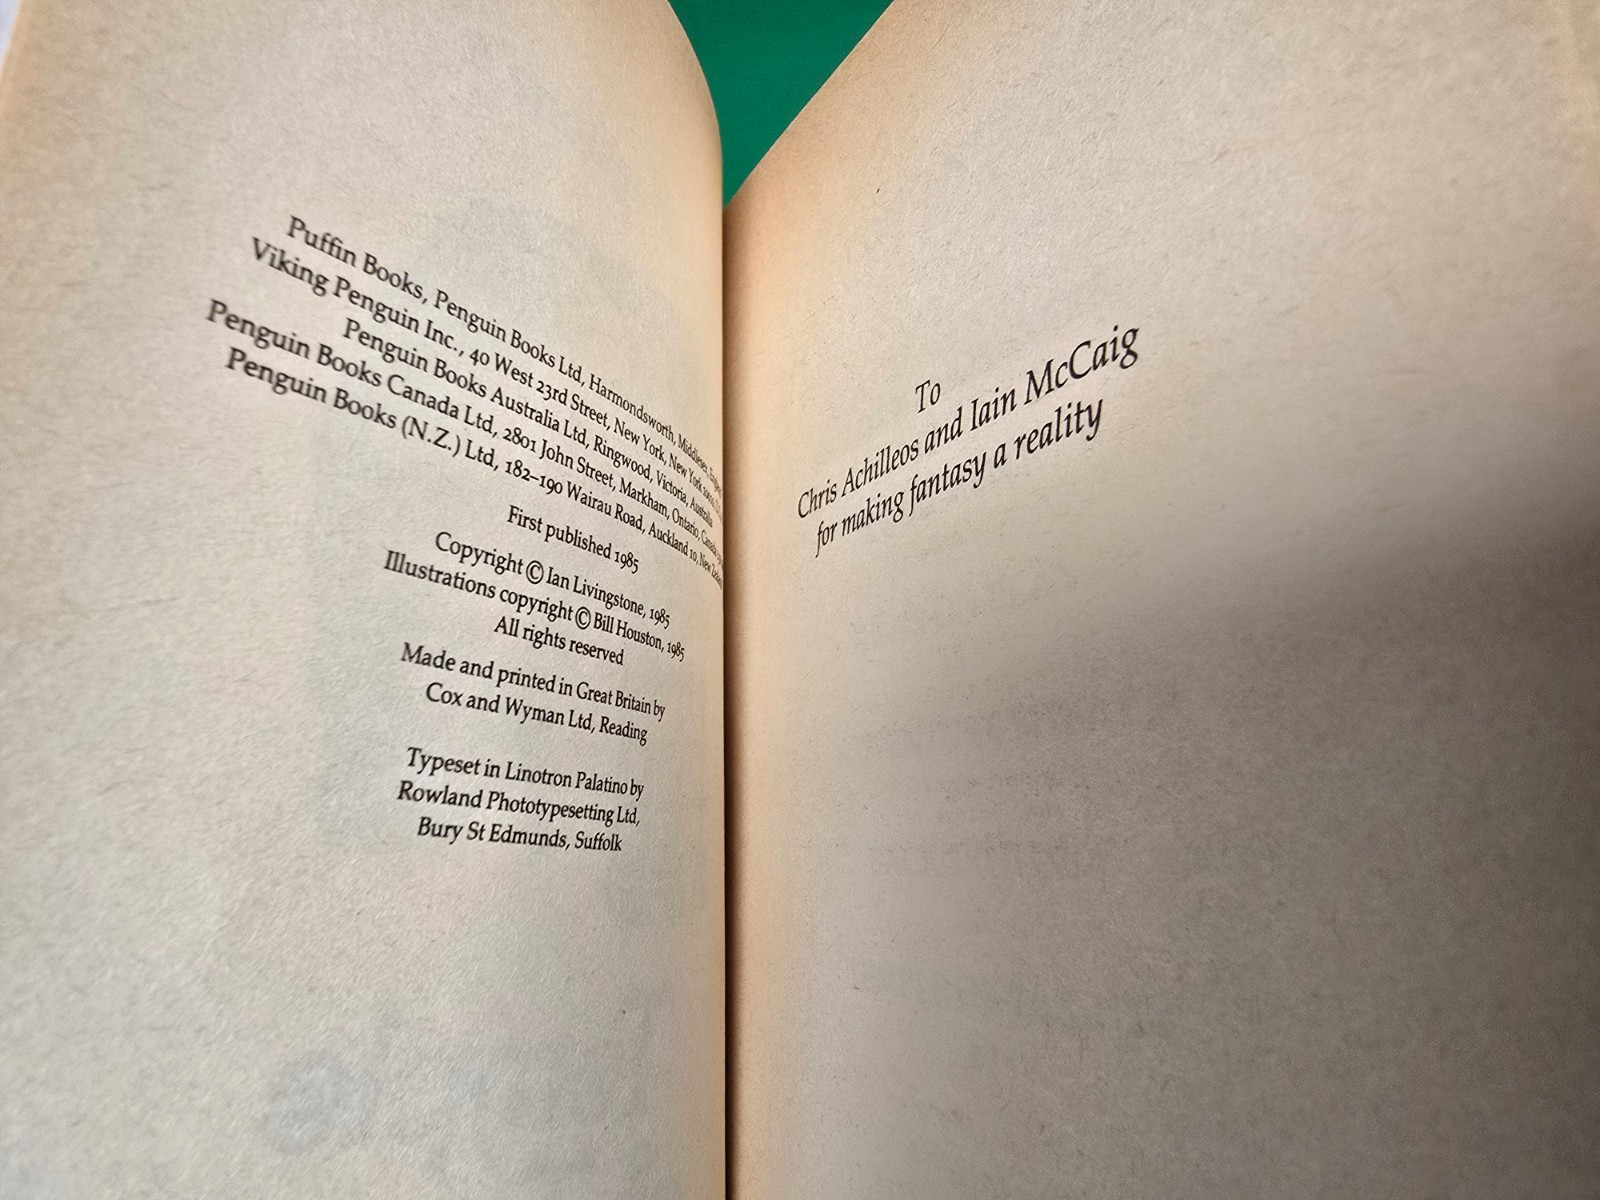 Puffin Books, Penguin Books Ltd, Harmondsworth, Middlesex, England
Viking Penguin Inc., 40 West 23rd Street, New York, New York
Penguin Books Australia Ltd, Ringwood, Victoria, Australia
Penguin Books Canada Ltd, 2801 John Street, Markham, Ontario, Canada
Penguin Books (N.Z.) Ltd, 182–190 Wairau Road, Auckland 10, New Zealand
First published 1985
Copyright © Ian Livingstone, 1985
Illustrations copyright © Bill Houston, 1985
All rights reserved
Made and printed in Great Britain by
Cox and Wyman Ltd, Reading
Typeset in Linotron Palatino by
Rowland Phototypesetting Ltd,
Bury St Edmunds, Suffolk
To
Chris Achilleos and Iain McCaig
for making fantasy a reality